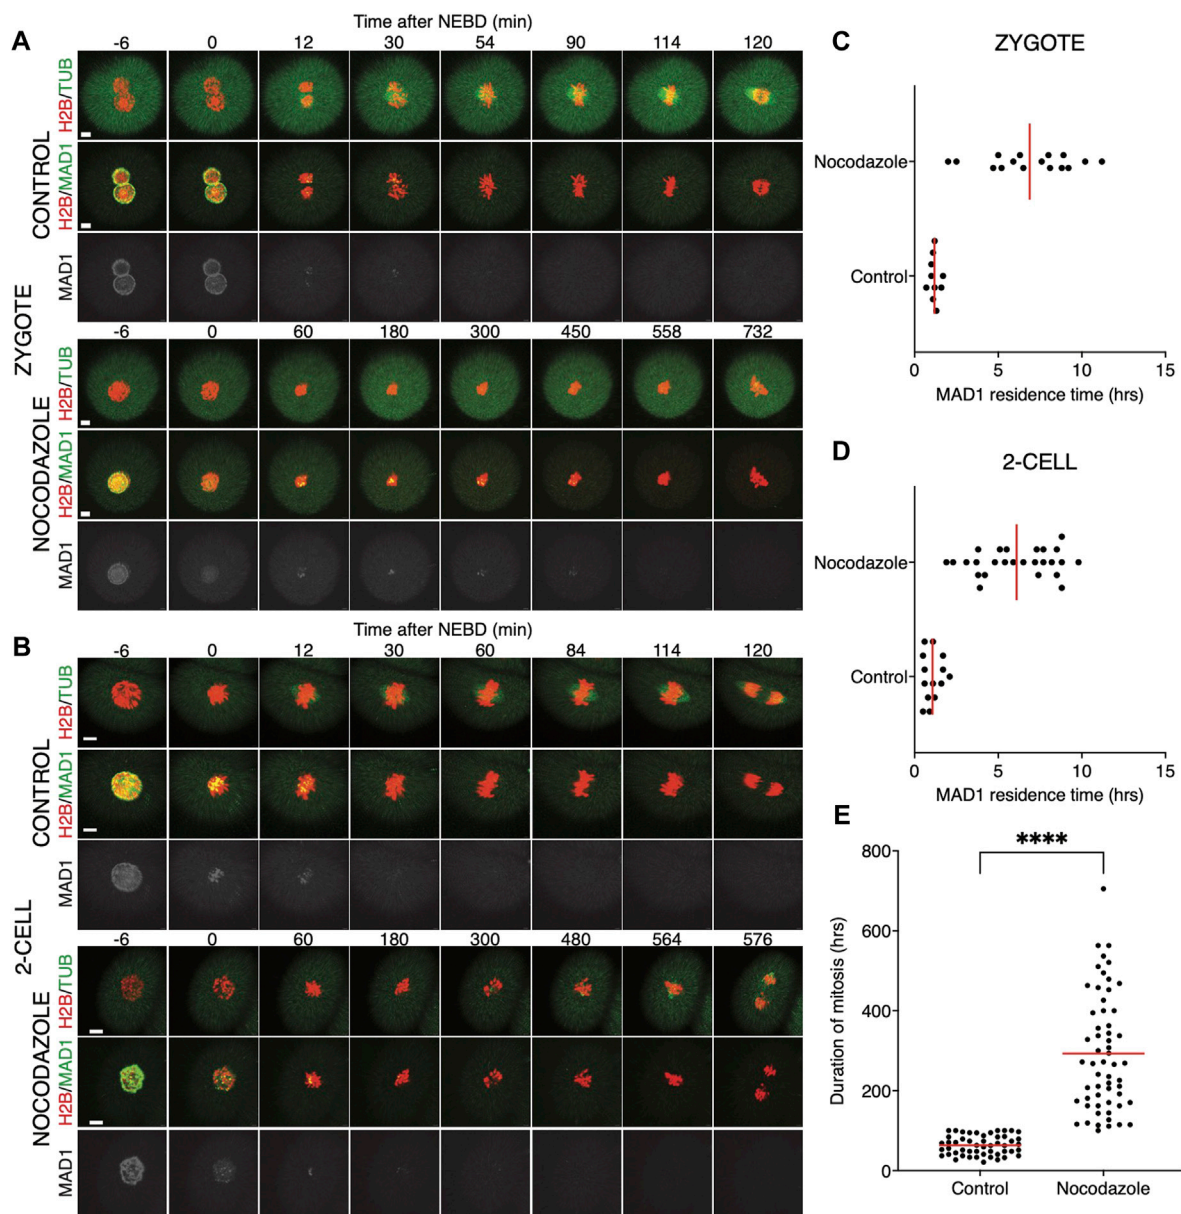 A
Time after NEBD (min)
-6 0 12 30 54 90 114 120
ZYGOTE
CONTROL
H2B/TUB
H2B/MAD1
MAD1
NOCODAZOLE
-6 0 60 180 300 450 558 732
H2B/TUB
H2B/MAD1
MAD1
B
Time after NEBD (min)
-6 0 12 30 60 84 114 120
2-CELL
CONTROL
H2B/TUB
H2B/MAD1
MAD1
NOCODAZOLE
-6 0 60 180 300 480 564 576
H2B/TUB
H2B/MAD1
MAD1
C
ZYGOTE
Nocodazole
Control
0 5 10 15
MAD1 residence time (hrs)
D
2-CELL
Nocodazole
Control
0 5 10 15
MAD1 residence time (hrs)
E
****
Duration of mitosis (hrs)
800
600
400
200
0
Control Nocodazole